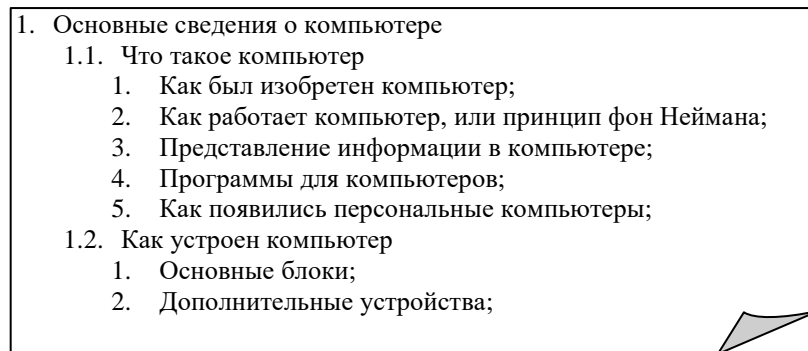 1. Основные сведения о компьютере
1.1. Что такое компьютер
1. Как был изобретен компьютер;
2. Как работает компьютер, или принцип фон Неймана;
3. Представление информации в компьютере;
4. Программы для компьютеров;
5. Как появились персональные компьютеры;
1.2. Как устроен компьютер
1. Основные блоки;
2. Дополнительные устройства;